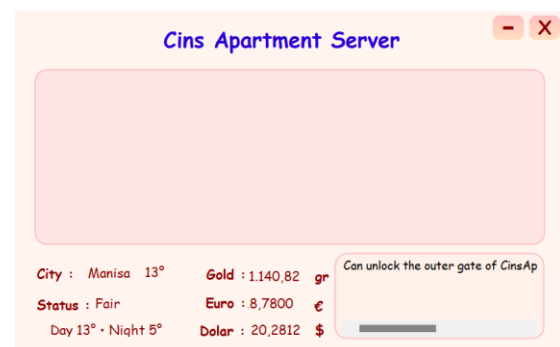 Cins Apartment Server
City : Manisa 13°
Status : Fair
Day 13° · Night 5°
Gold : 1.140,82 gr
Euro : 8,7800 €
Dolar : 20,2812 $
Can unlock the outer gate of CinsAp